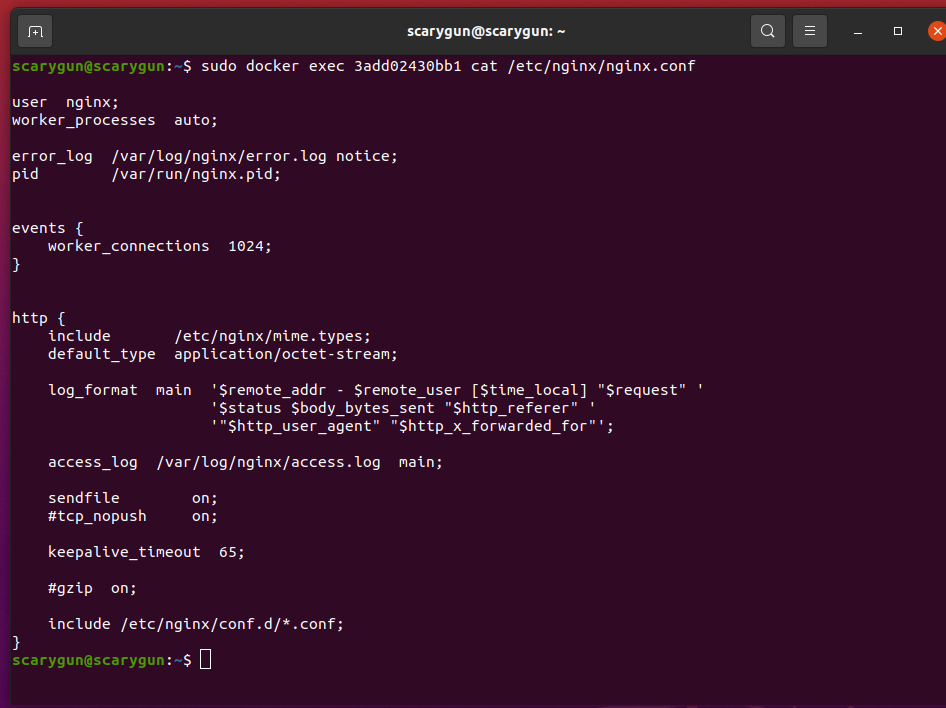 scarygun@scarygun: ~
scarygun@scarygun:~$ sudo docker exec 3add02430bb1 cat /etc/nginx/nginx.conf
user  nginx;
worker_processes  auto;
error_log  /var/log/nginx/error.log notice;
pid        /var/run/nginx.pid;
events {
    worker_connections  1024;
}
http {
    include       /etc/nginx/mime.types;
    default_type  application/octet-stream;
    log_format  main  '$remote_addr - $remote_user [$time_local] "$request" '
                      '$status $body_bytes_sent "$http_referer" '
                      '"$http_user_agent" "$http_x_forwarded_for"';
    access_log  /var/log/nginx/access.log  main;
    sendfile        on;
    #tcp_nopush     on;
    keepalive_timeout  65;
    #gzip  on;
    include /etc/nginx/conf.d/*.conf;
}
scarygun@scarygun:~$